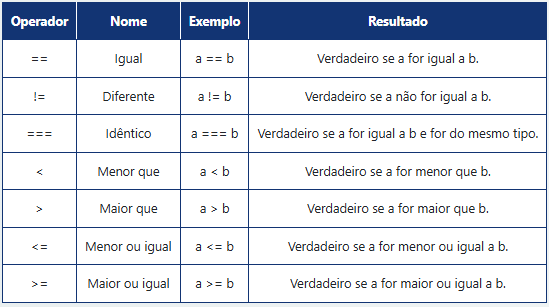 Operador Nome Exemplo Resultado
== Igual a == b Verdadeiro se a for igual a b.
!= Diferente a != b Verdadeiro se a não for igual a b.
=== Idêntico a === b Verdadeiro se a for igual a b e for do mesmo tipo.
< Menor que a < b Verdadeiro se a for menor que b.
> Maior que a > b Verdadeiro se a for maior que b.
<= Menor ou igual a <= b Verdadeiro se a for menor ou igual a b.
>= Maior ou igual a >= b Verdadeiro se a for maior ou igual a b.